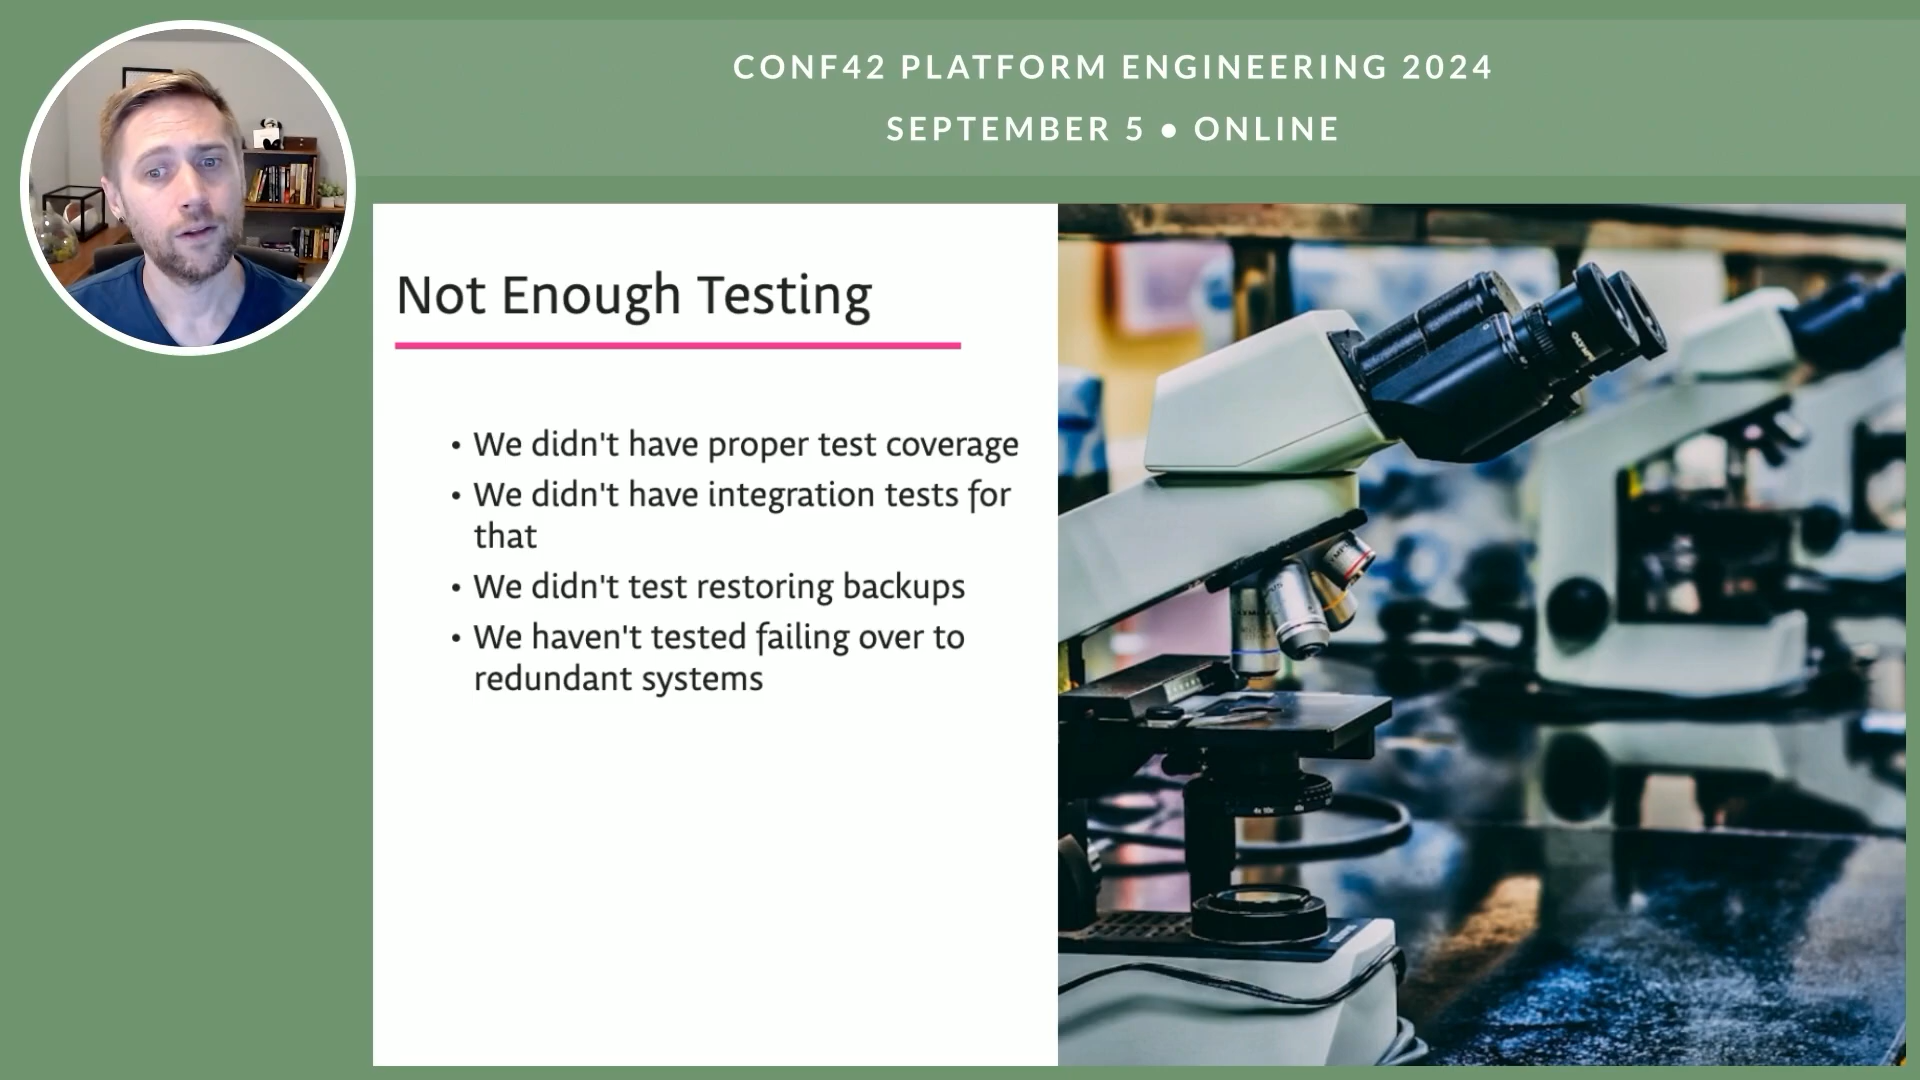 CONF42 PLATFORM ENGINEERING 2024
SEPTEMBER 5 ● ONLINE
Not Enough Testing
• We didn't have proper test coverage
• We didn't have integration tests for
that
• We didn't test restoring backups
• We haven't tested failing over to
redundant systems
OLYMPUS